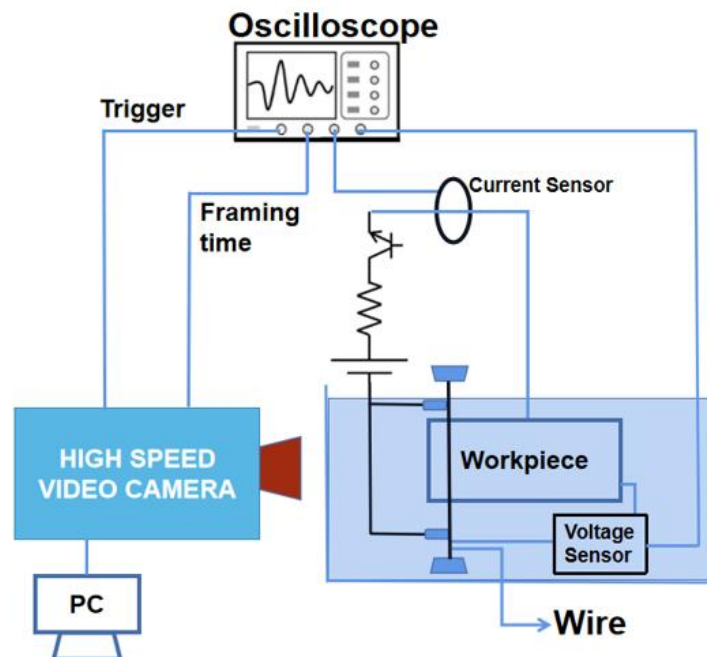 Oscilloscope
Trigger
Framing
time
Current Sensor
HIGH SPEED
VIDEO CAMERA
Workpiece
Voltage
Sensor
PC
Wire